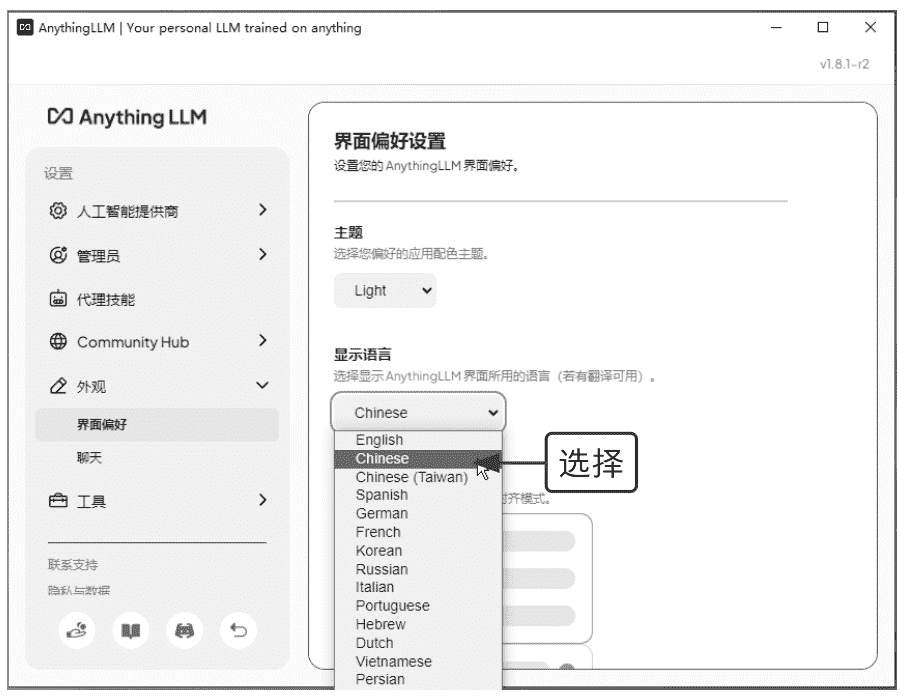 AnythingLLM | Your personal LLM trained on anything
v1.8.1-r2
Anything LLM
设置
人工智能提供商
管理员
代理技能
Community Hub
外观
界面偏好
聊天
工具
联系支持
隐私与数据
界面偏好设置
设置您的 AnythingLLM 界面偏好。
主题
选择您偏好的应用配色主题。
Light
显示语言
选择显示 AnythingLLM 界面所用的语言（若有翻译可用）。
Chinese
English
Chinese
Chinese (Taiwan)
Spanish
German
French
Korean
Russian
Italian
Portuguese
Hebrew
Dutch
Vietnamese
Persian
选择
对齐模式。